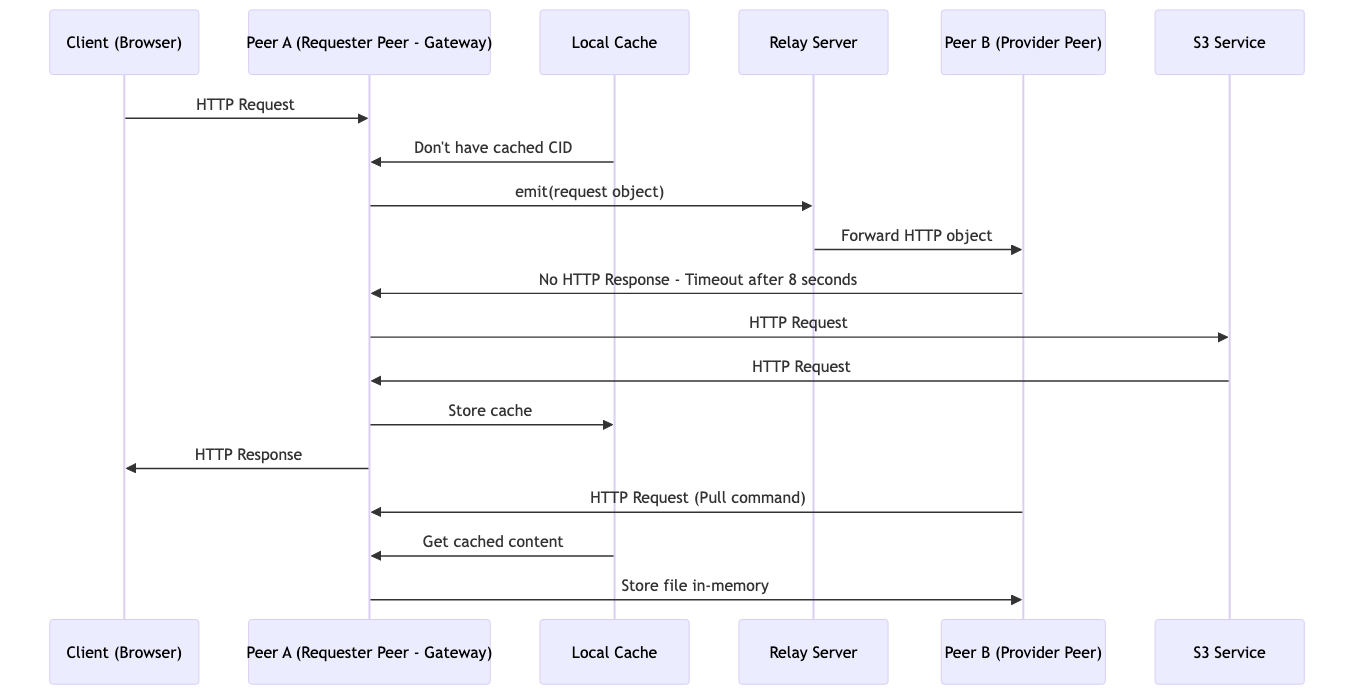 Client (Browser)
Peer A (Requester Peer - Gateway)
Local Cache
Relay Server
Peer B (Provider Peer)
S3 Service
HTTP Request
Don't have cached CID
emit(request object)
Forward HTTP object
No HTTP Response - Timeout after 8 seconds
HTTP Request
HTTP Request
Store cache
HTTP Response
HTTP Request (Pull command)
Get cached content
Store file in-memory
Client (Browser)
Peer A (Requester Peer - Gateway)
Local Cache
Relay Server
Peer B (Provider Peer)
S3 Service